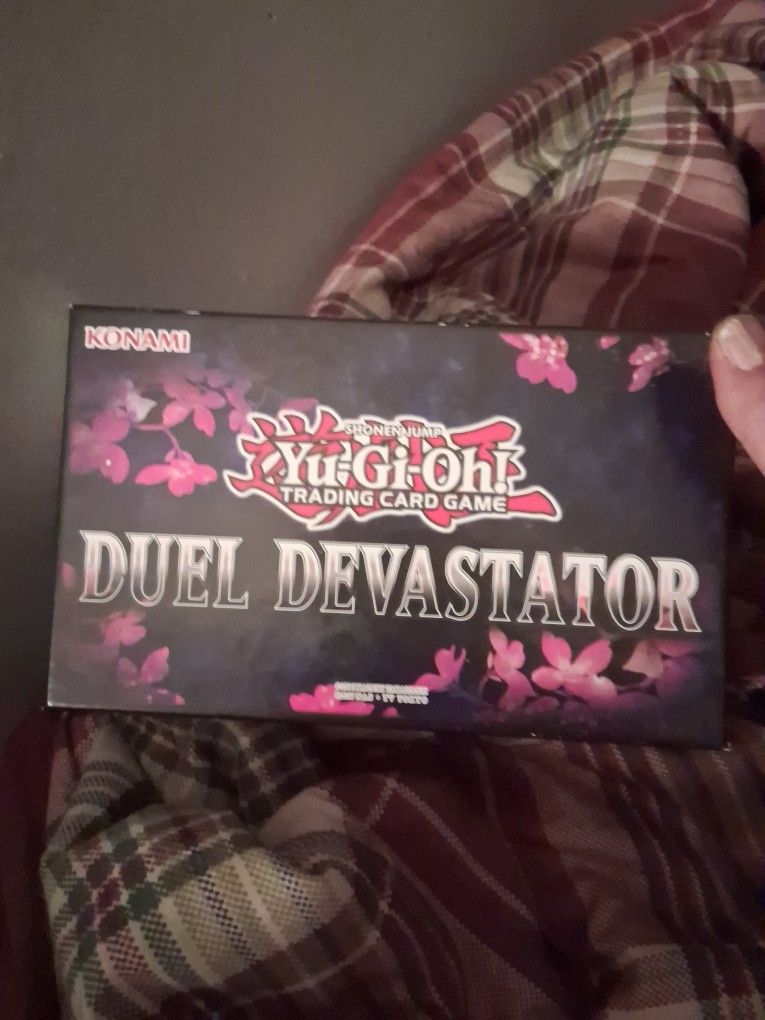 KONAMI
SHONEN JUMP
Yu-Gi-Oh!
TRADING CARD GAME
DUEL DEVASTATOR